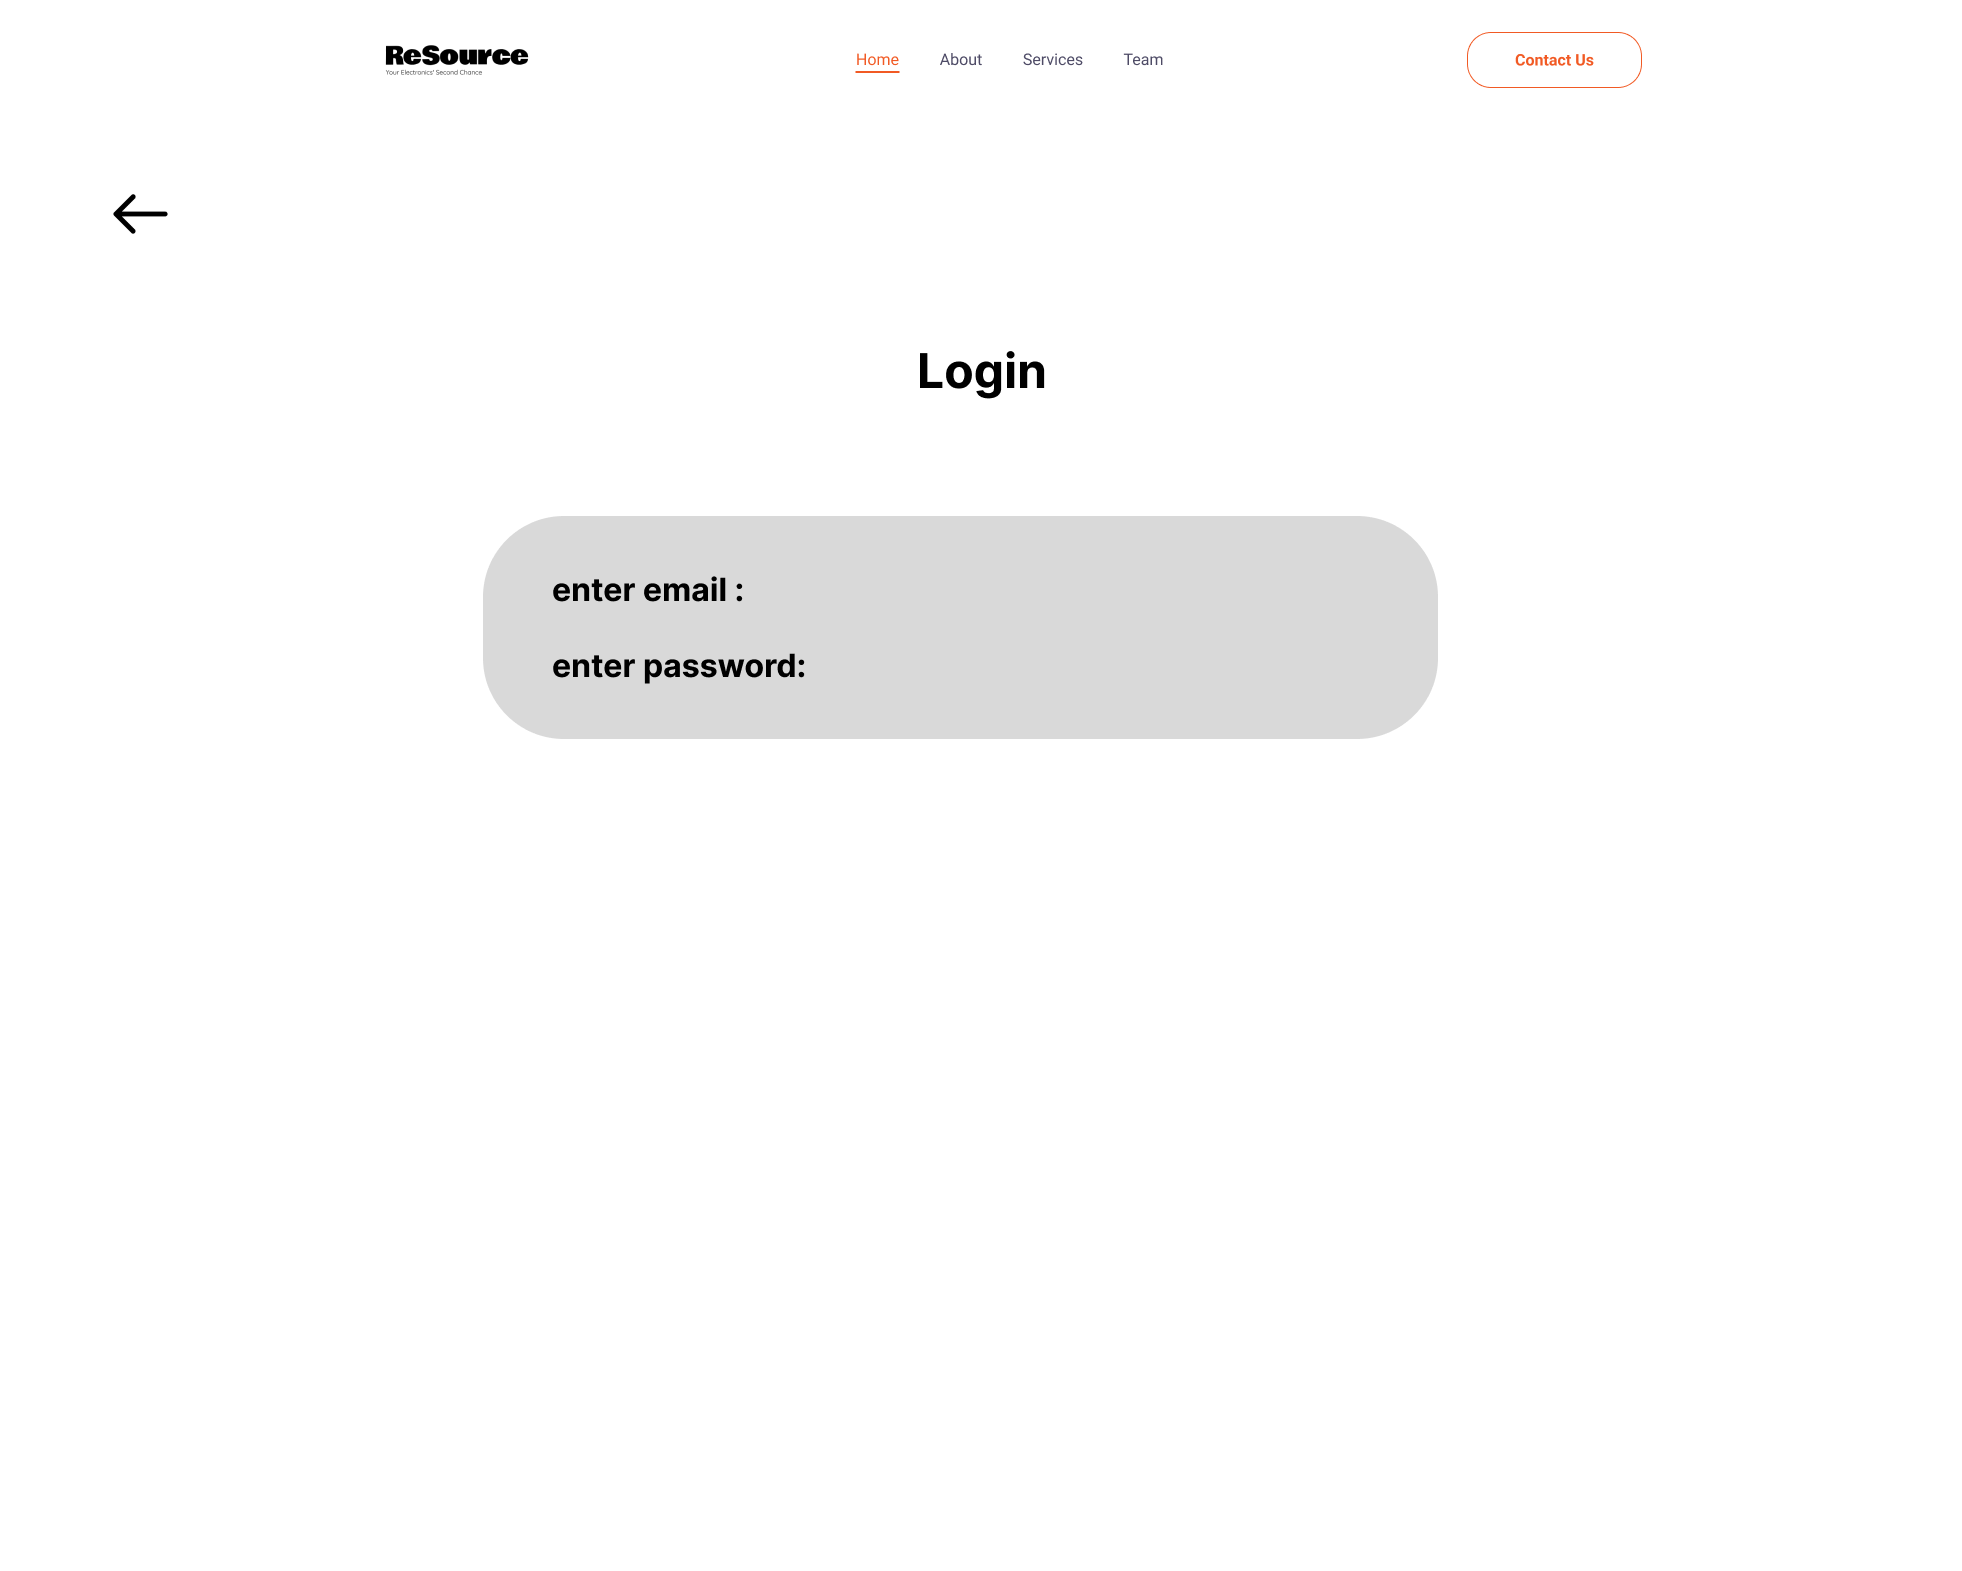 ReSource
Your Electronics' Second Chance
Home About Services Team
Contact Us
Login
enter email :
enter password: